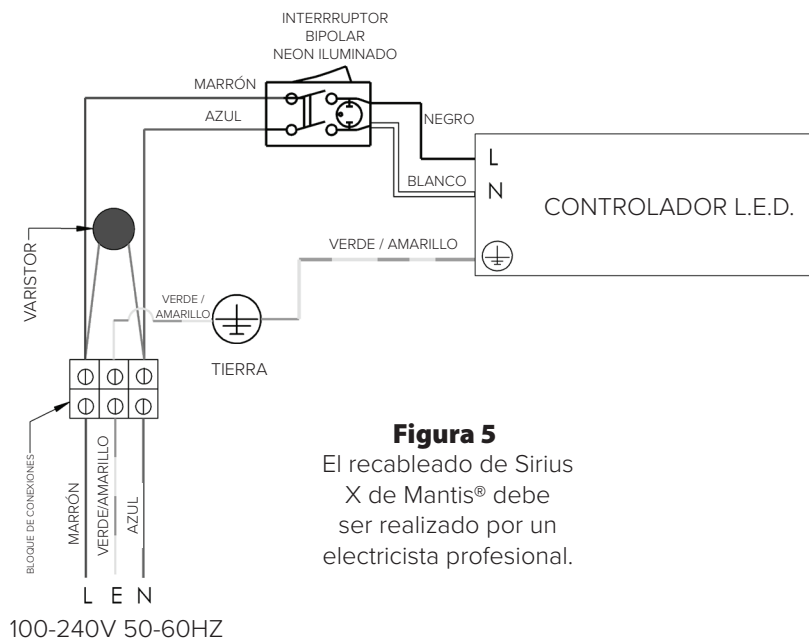 INTERRRUPTOR
BIPOLAR
NEON ILUMINADO
MARRÓN
AZUL
NEGRO
BLANCO
L
N
CONTROLADOR L.E.D.
VERDE / AMARILLO
VARISTOR
VERDE /
AMARILLO
TIERRA
BLOQUE DE CONEXIONES
MARRÓN
VERDE/AMARILLO
AZUL
L E N
100-240V 50-60HZ
Figura 5
El recableado de Sirius
X de Mantis® debe
ser realizado por un
electricista profesional.